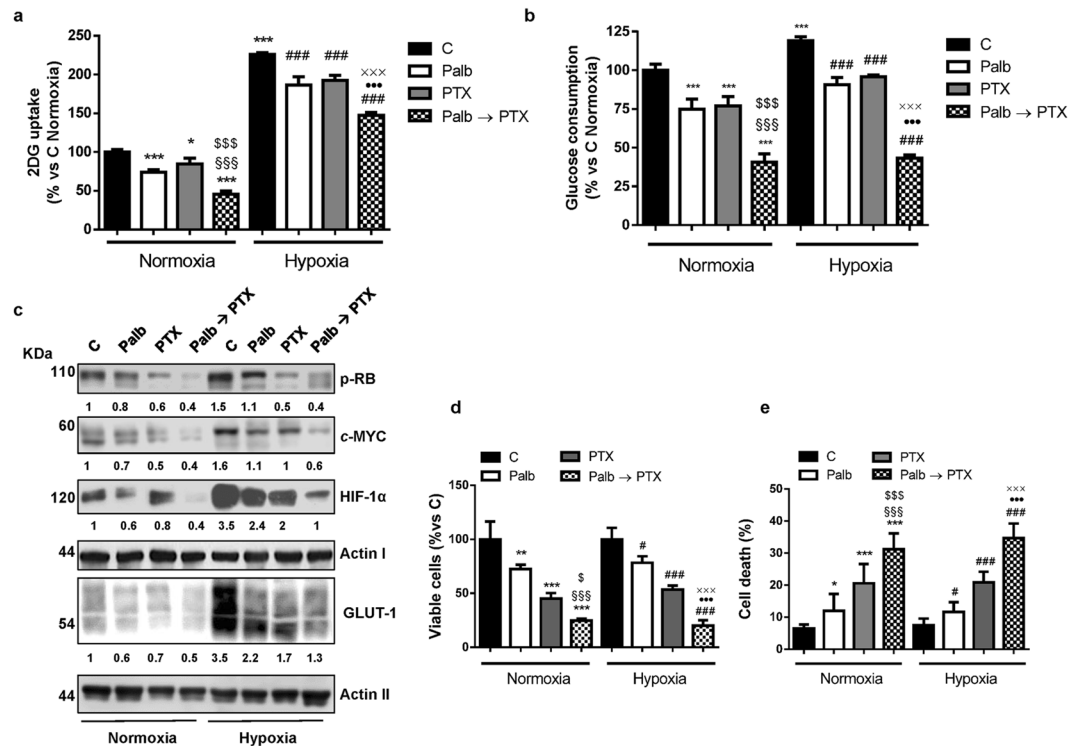 a
2DG uptake
(% vs C Normoxia)
250
200
150
100
50
0
***
*
$$$
§§§
***
***
###
###
×××
•••
###
Normoxia
Hypoxia
C
Palb
PTX
Palb → PTX
b
Glucose consumption
(% vs C Normoxia)
125
100
75
50
25
0
***
***
$$$
§§§
***
***
###
###
×××
•••
###
Normoxia
Hypoxia
C
Palb
PTX
Palb → PTX
c
KDa
C Palb PTX Palb → PTX C Palb PTX Palb → PTX
110 p-RB
1 0.8 0.6 0.4 1.5 1.1 0.5 0.4
60 c-MYC
1 0.7 0.5 0.4 1.6 1.1 1 0.6
120 HIF-1α
1 0.6 0.8 0.4 3.5 2.4 2 1
44 Actin I
54 GLUT-1
1 0.6 0.7 0.5 3.5 2.2 1.7 1.3
44 Actin II
Normoxia Hypoxia
d
C PTX
Palb Palb → PTX
Viable cells (%vs C)
150
100
50
0
**
***
$
§§§
***
#
###
×××
•••
###
Normoxia
Hypoxia
e
C PTX
Palb Palb → PTX
Cell death (%)
50
40
30
20
10
0
*
***
$$$
§§§
***
#
###
×××
•••
###
Normoxia
Hypoxia